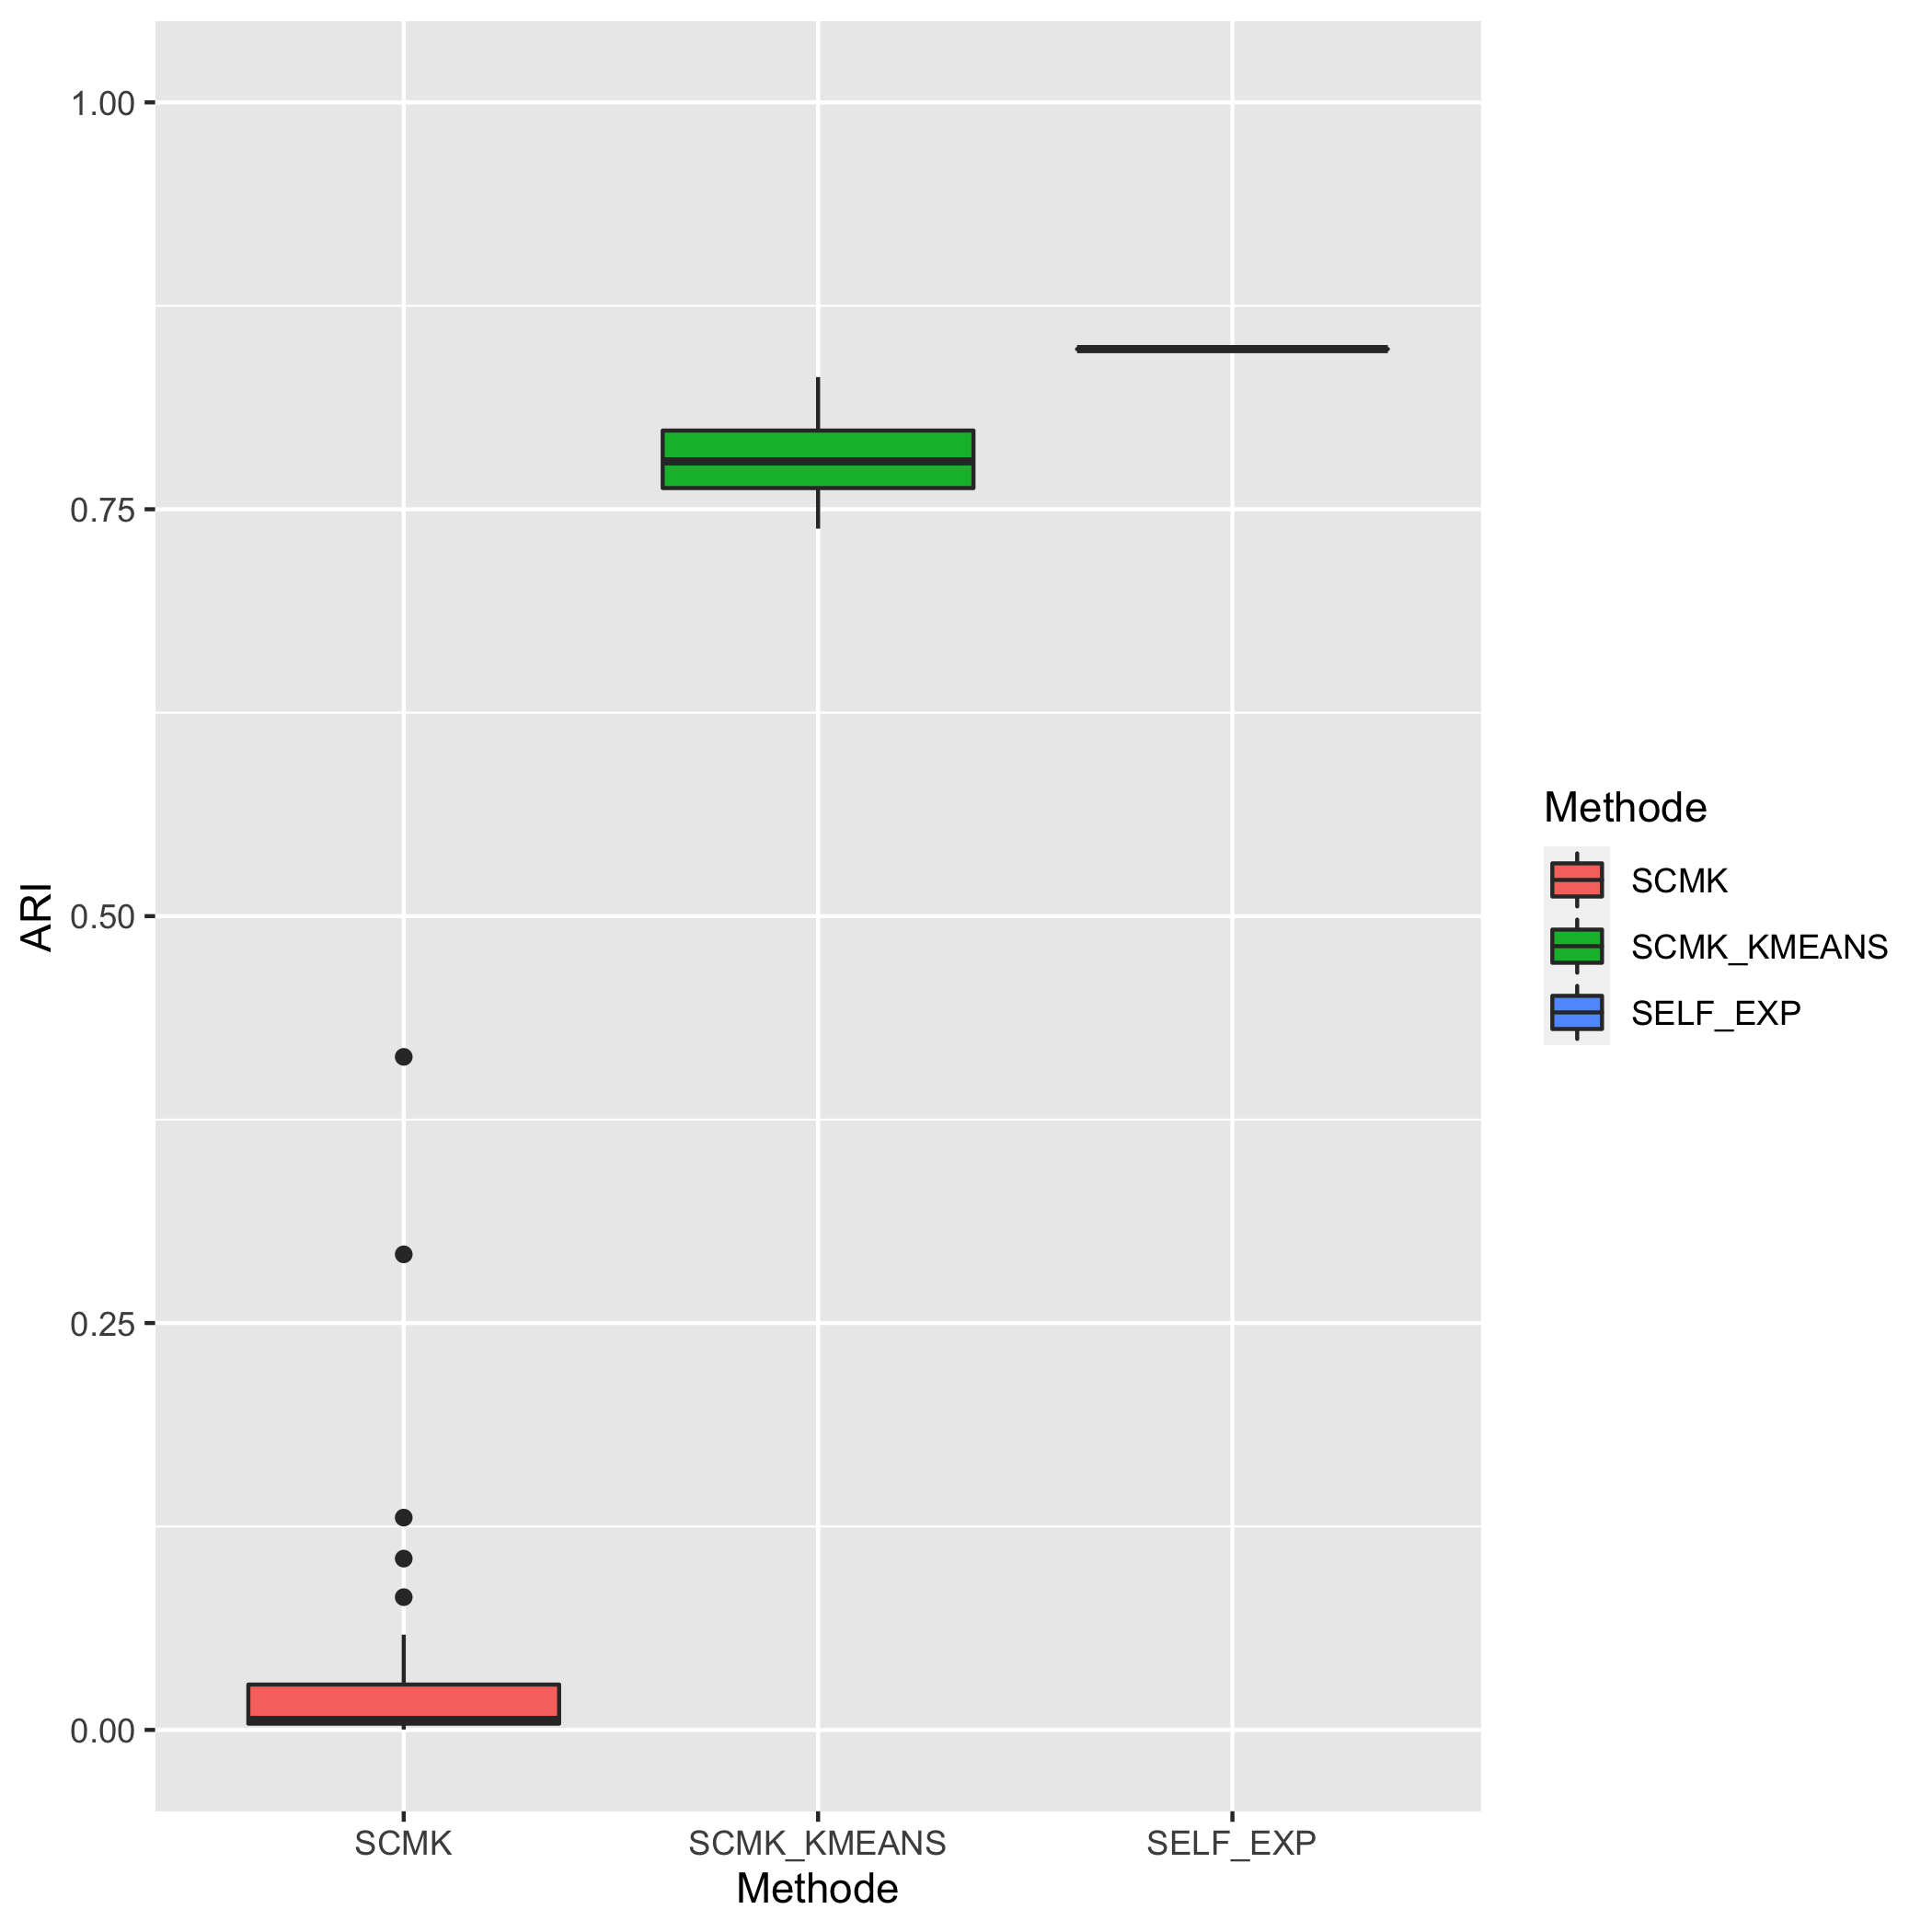 ARI
1.00
0.75
0.50
0.25
0.00
SCMK
SCMK_KMEANS
SELF_EXP
Methode
Methode
SCMK
SCMK_KMEANS
SELF_EXP